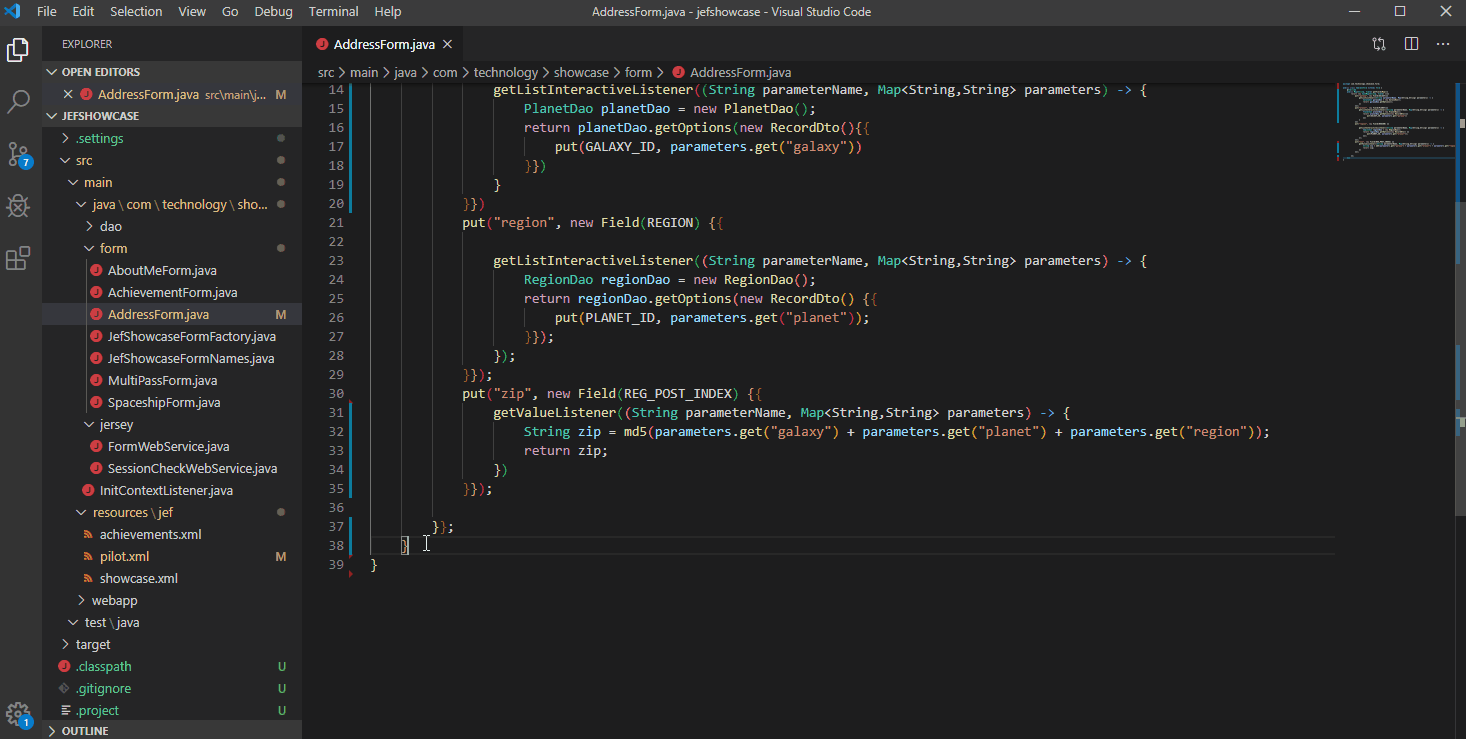 File Edit Selection View Go Debug Terminal Help
AddressForm.java - jefshowcase - Visual Studio Code
EXPLORER
OPEN EDITORS
AddressForm.java src\main\j... M
JEFSHOWCASE
.settings
src
main
java \ com \ technology \ sho...
dao
form
AboutMeForm.java
AchievementForm.java
AddressForm.java M
JefShowcaseFormFactory.java
JefShowcaseFormNames.java
MultiPassForm.java
SpaceshipForm.java
jersey
FormWebService.java
SessionCheckWebService.java
InitContextListener.java
resources \ jef
achievements.xml
pilot.xml M
showcase.xml
webapp
test \ java
target
.classpath U
.gitignore U
.project U
OUTLINE
7
1
AddressForm.java
src > main > java > com > technology > showcase > form > AddressForm.java
14 getListInteractiveListener((String parameterName, Map<String,String> parameters) -> {
15 PlanetDao planetDao = new PlanetDao();
16 return planetDao.getOptions(new RecordDto(){{
17 put(GALAXY_ID, parameters.get("galaxy"))
18 }})
19 }
20 }})
21 put("region", new Field(REGION) {{
22
23 getListInteractiveListener((String parameterName, Map<String,String> parameters) -> {
24 RegionDao regionDao = new RegionDao();
25 return regionDao.getOptions(new RecordDto() {{
26 put(PLANET_ID, parameters.get("planet"));
27 }});
28 });
29 }});
30 put("zip", new Field(REG_POST_INDEX) {{
31 getValueListener((String parameterName, Map<String,String> parameters) -> {
32 String zip = md5(parameters.get("galaxy") + parameters.get("planet") + parameters.get("region"));
33 return zip;
34 })
35 }});
36
37 }};
38 }
39 }